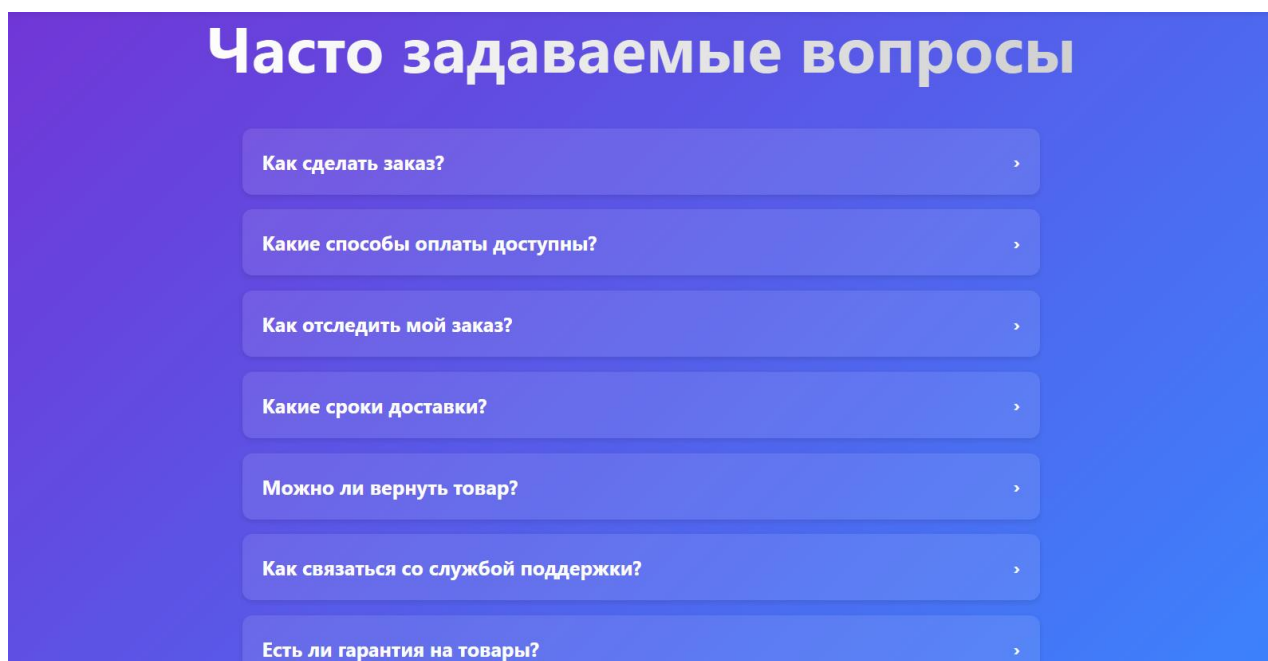 Часто задаваемые вопросы
Как сделать заказ?
Какие способы оплаты доступны?
Как отследить мой заказ?
Какие сроки доставки?
Можно ли вернуть товар?
Как связаться со службой поддержки?
Есть ли гарантия на товары?